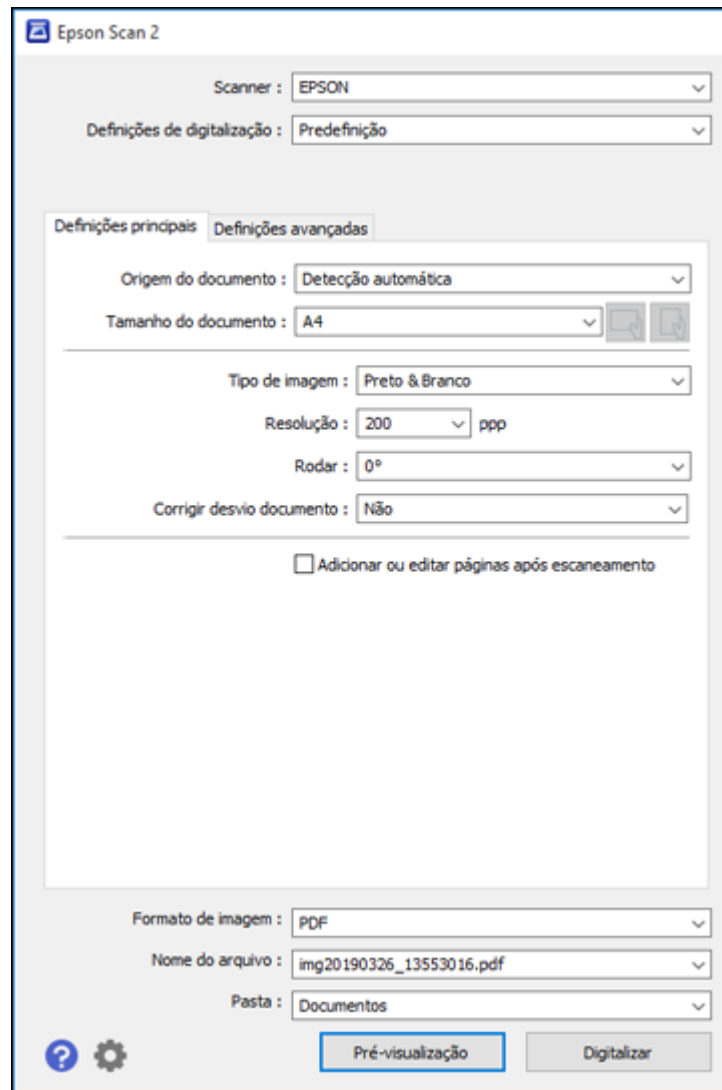 Epson Scan 2
Scanner : EPSON
Definições de digitalização : Predefinição
Definições principais Definições avançadas
Origem do documento : Detecção automática
Tamanho do documento : A4
Tipo de imagem : Preto & Branco
Resolução : 200 ppp
Rodar : 0º
Corrigir desvio documento : Não
Adicionar ou editar páginas após escaneamento
Formato de imagem : PDF
Nome do arquivo : img20190326_13553016.pdf
Pasta : Documentos
? Pré-visualização Digitalizar